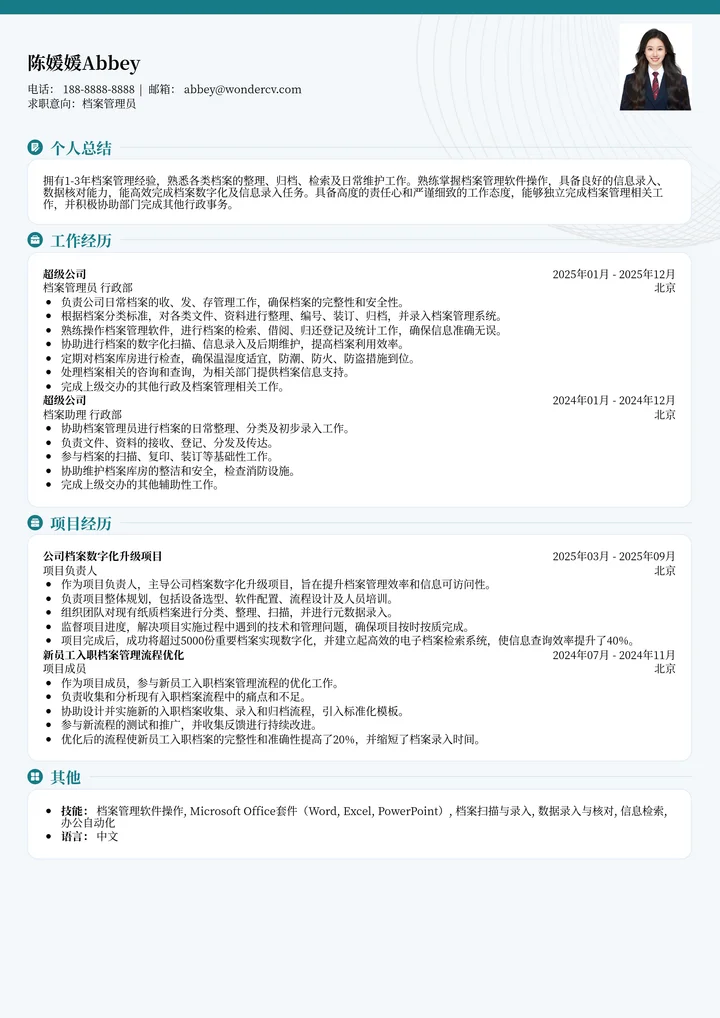 陈媛媛Abbey
电话： 188-8888-8888 | 邮箱： abbey@wondercv.com
求职意向：档案管理员
个人总结
拥有1-3年档案管理经验，熟悉各类档案的整理、归档、检索及日常维护工作。熟练掌握档案管理软件操作，具备良好的信息录入、
数据核对能力，能高效完成档案数字化及信息录入任务。具备高度的责任心和严谨细致的工作态度，能够独立完成档案管理相关工
作，并积极协助部门完成其他行政事务。
工作经历
超级公司 2025年01月 - 2025年12月
档案管理员 行政部 北京
• 负责公司日常档案的收、发、存管理工作，确保档案的完整性和安全性。
• 根据档案分类标准，对各类文件、资料进行整理、编号、装订、归档，并录入档案管理系统。
• 熟练操作档案管理软件，进行档案的检索、借阅、归还登记及统计工作，确保信息准确无误。
• 协助进行档案的数字化扫描、信息录入及后期维护，提高档案利用效率。
• 定期对档案库房进行检查，确保温湿度适宜，防潮、防火、防盗措施到位。
• 处理档案相关的咨询和查询，为相关部门提供档案信息支持。
• 完成上级交办的其他行政及档案管理相关工作。
超级公司 2024年01月 - 2024年12月
档案助理 行政部 北京
• 协助档案管理员进行档案的日常整理、分类及初步录入工作。
• 负责文件、资料的接收、登记、分发及传达。
• 参与档案的扫描、复印、装订等基础性工作。
• 协助维护档案库房的整洁和安全，检查消防设施。
• 完成上级交办的其他辅助性工作。
项目经历
公司档案数字化升级项目 2025年03月 - 2025年09月
项目负责人 北京
• 作为项目负责人，主导公司档案数字化升级项目，旨在提升档案管理效率和信息可访问性。
• 负责项目整体规划，包括设备选型、软件配置、流程设计及人员培训。
• 组织团队对现有纸质档案进行分类、整理、扫描，并进行元数据录入。
• 监督项目进度，解决项目实施过程中遇到的技术和管理问题，确保项目按时按质完成。
• 项目完成后，成功将超过5000份重要档案实现数字化，并建立起高效的电子档案检索系统，使信息查询效率提升了40%。
新员工入职档案管理流程优化 2024年07月 - 2024年11月
项目成员 北京
• 作为项目成员，参与新员工入职档案管理流程的优化工作。
• 负责收集和分析现有入职档案流程中的痛点和不足。
• 协助设计并实施新的入职档案收集、录入和归档流程，引入标准化模板。
• 参与新流程的测试和推广，并收集反馈进行持续改进。
• 优化后的流程使新员工入职档案的完整性和准确性提高了20%，并缩短了档案录入时间。
其他
• 技能： 档案管理软件操作, Microsoft Office套件（Word, Excel, PowerPoint）, 档案扫描与录入, 数据录入与核对, 信息检索,
办公自动化
• 语言： 中文